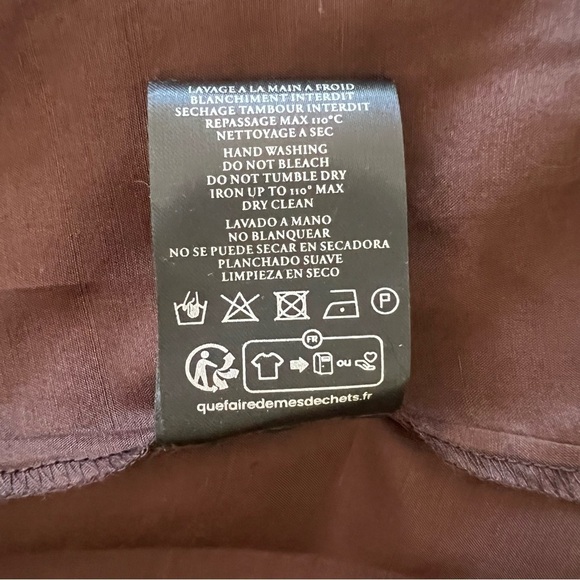 LAVAGE A LA MAIN A FROID
BLANCHIMENT INTERDIT
SECHAGE TAMBOUR INTERDIT
REPASSAGE MAX 110°C
NETTOYAGE A SEC
HAND WASHING
DO NOT BLEACH
DO NOT TUMBLE DRY
IRON UP TO 110° MAX
DRY CLEAN
LAVADO A MANO
NO BLANQUEAR
NO SE PUEDE SECAR EN SECADORA
PLANCHADO SUAVE
LIMPIEZA EN SECO
P
FR
ou
quefairedemesdechets.fr